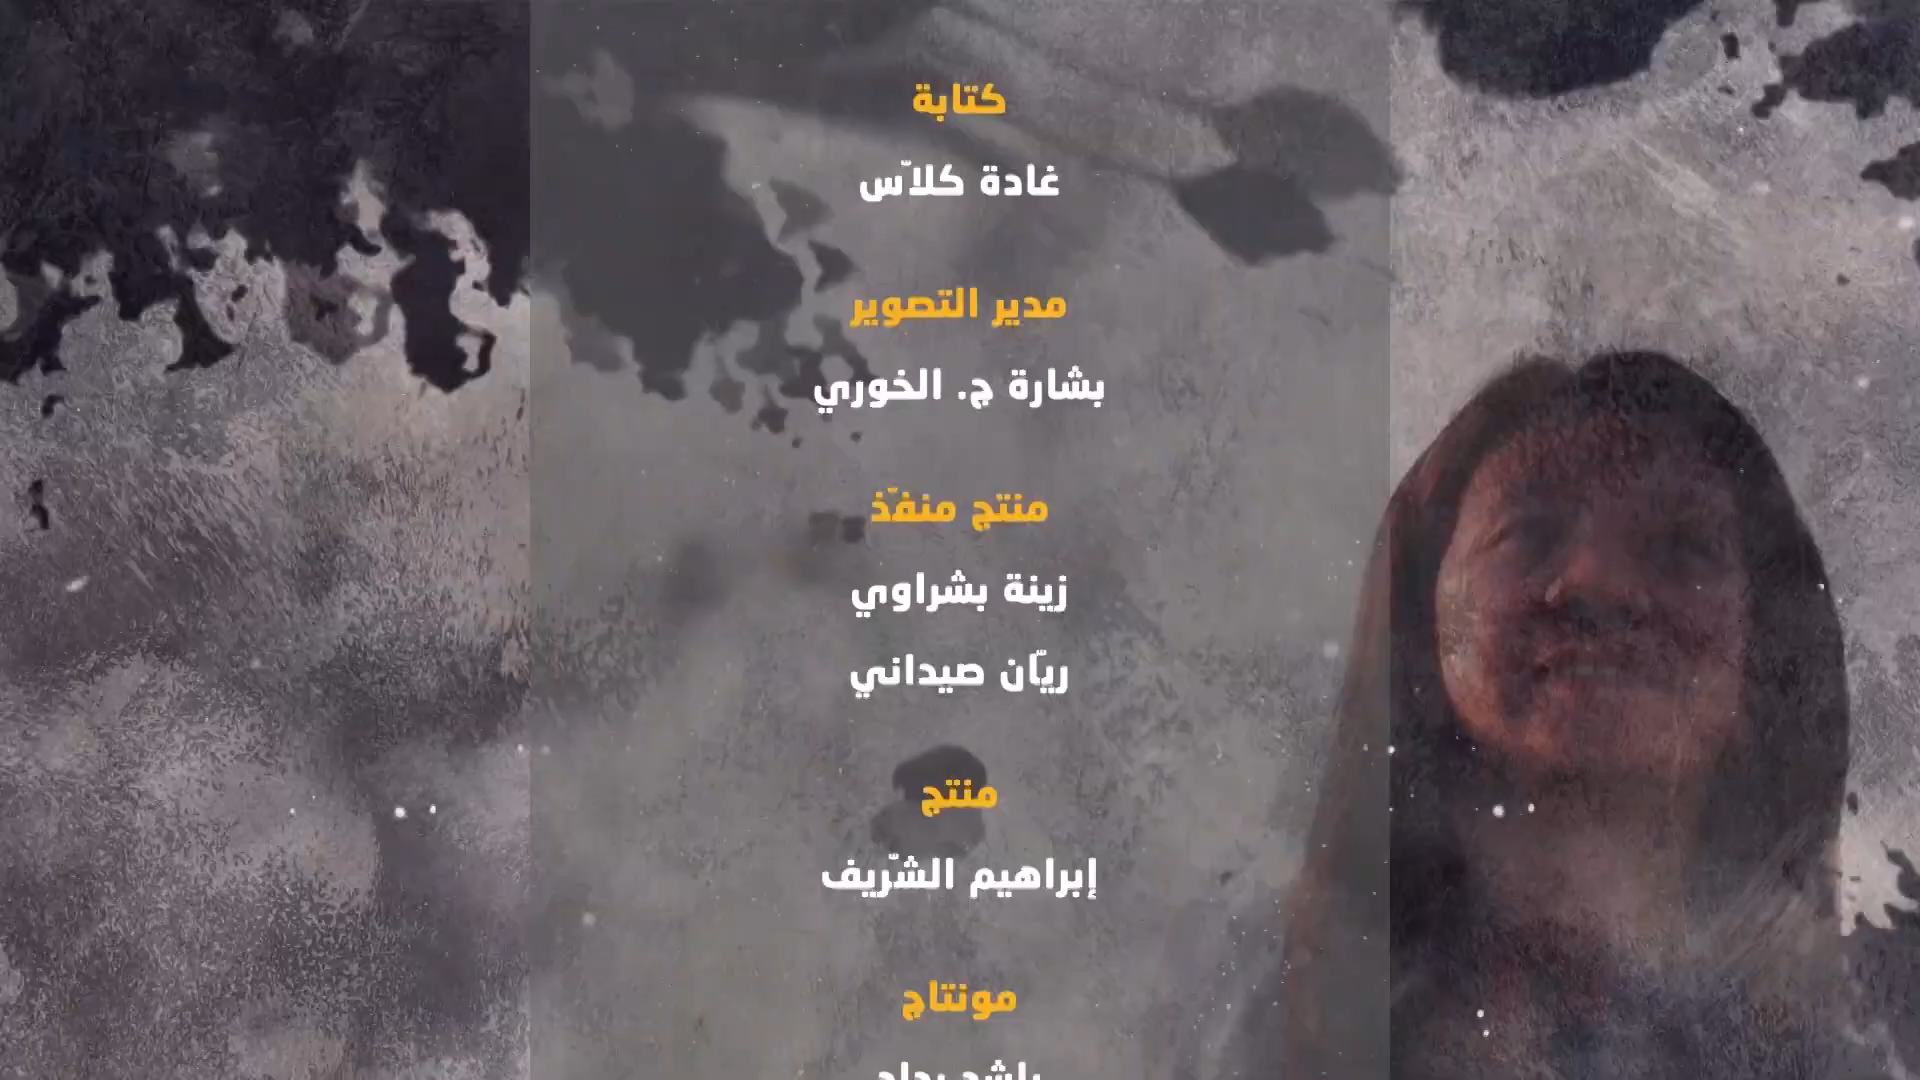 كتابة
غادة كلاّس
مدير التصوير
بشارة ج. الخوري
منتج منفّذ
زينة بشراوي
ريّان صيداني
منتج
إبراهيم الشّريف
مونتاج